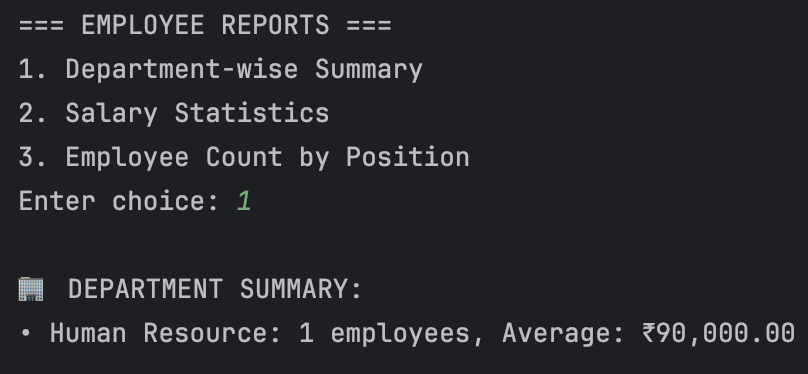 === EMPLOYEE REPORTS ===
1. Department-wise Summary
2. Salary Statistics
3. Employee Count by Position
Enter choice: 1
🏢 DEPARTMENT SUMMARY:
• Human Resource: 1 employees, Average: ₹90,000.00